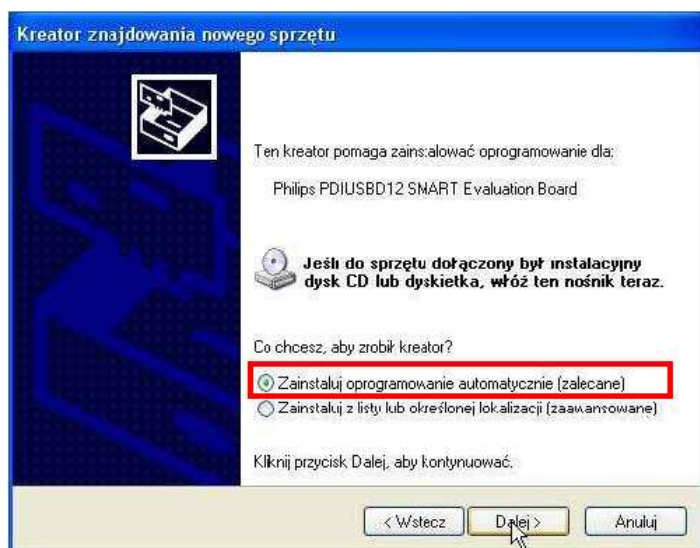 Kreator znajdowania nowego sprzętu
Ten kreator pomaga zainstalować oprogramowanie dla:
Philips PDIUSBD12 SMART Evaluation Board
Jeśli do sprzętu dołączony był instalacyjny
dysk CD lub dyskietka, włóż ten nośnik teraz.
Co chcesz, aby zrobił kreator?
Zainstaluj oprogramowanie automatycznie (zalecane)
Zainstaluj z listy lub określonej lokalizacji (zaawansowane)
Kliknij przycisk Dalej, aby kontynuować.
< Wstecz
Dalej >
Anuluj